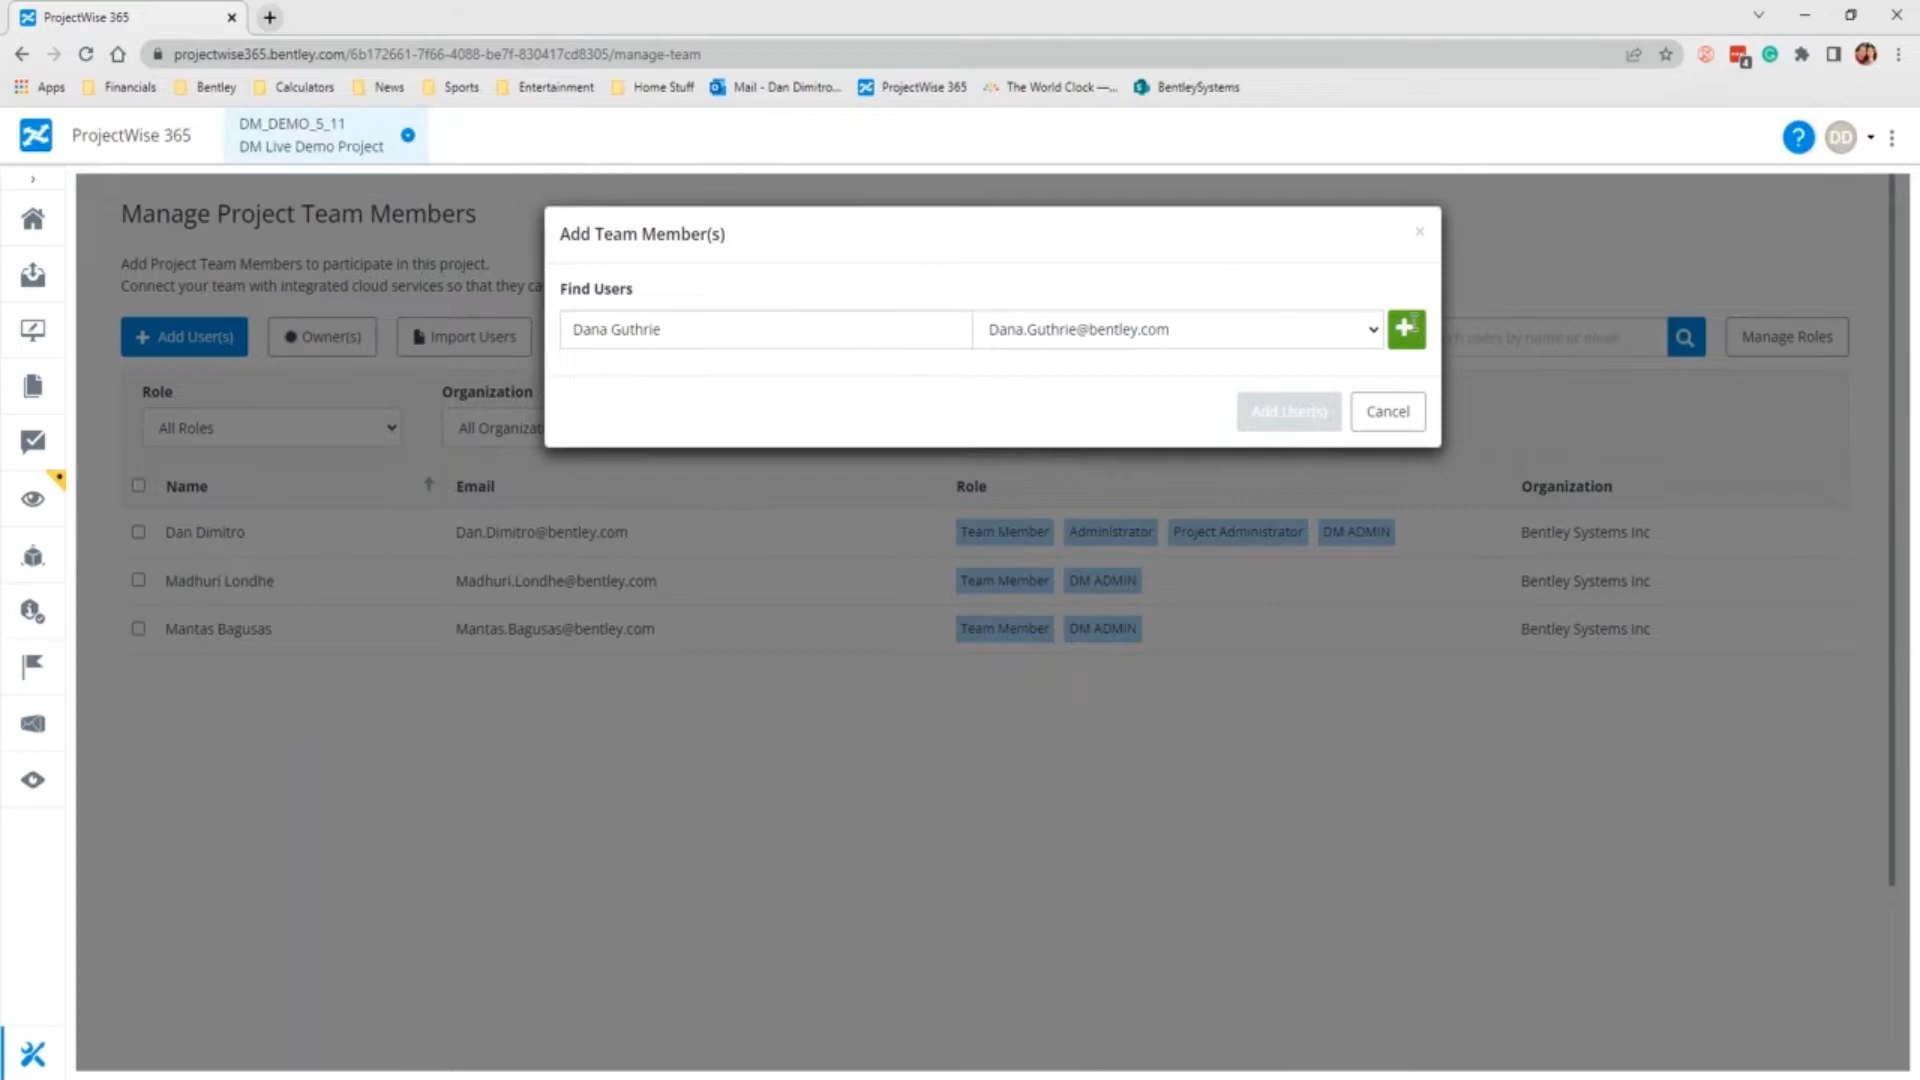 ProjectWise 365
projectwise365.bentley.com/6b172661-7f66-4088-be7f-830417cd8305/manage-team
Apps Financials Bentley Calculators News Sports Entertainment Home Stuff Mail - Dan Dimitro... ProjectWise 365 The World Clock —... BentleySystems
ProjectWise 365
DM_DEMO_5_11
DM Live Demo Project
? DD
Manage Project Team Members
Add Project Team Members to participate in this project.
Connect your team with integrated cloud services so that they ca
Add User(s) Owner(s) Import Users
users by name or email
Manage Roles
Role Organization
All Roles All Organizat
Add Team Member(s)
Find Users
Dana Guthrie Dana.Guthrie@bentley.com
Add User(s) Cancel
Name Email Role Organization
Dan Dimitro Dan.Dimitro@bentley.com Team Member Administrator Project Administrator DM ADMIN Bentley Systems Inc
Madhuri Londhe Madhuri.Londhe@bentley.com Team Member DM ADMIN Bentley Systems Inc
Mantas Bagusas Mantas.Bagusas@bentley.com Team Member DM ADMIN Bentley Systems Inc